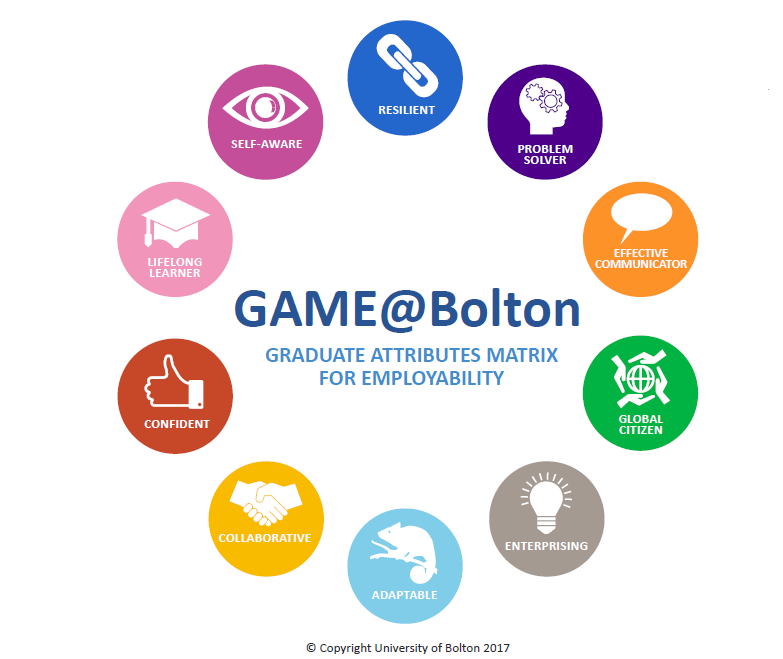 RESILIENT
PROBLEM
SOLVER
EFFECTIVE
COMMUNICATOR
GLOBAL
CITIZEN
ENTERPRISING
ADAPTABLE
COLLABORATIVE
CONFIDENT
LIFELONG
LEARNER
SELF-AWARE
GAME@Bolton
GRADUATE ATTRIBUTES MATRIX
FOR EMPLOYABILITY
© Copyright University of Bolton 2017